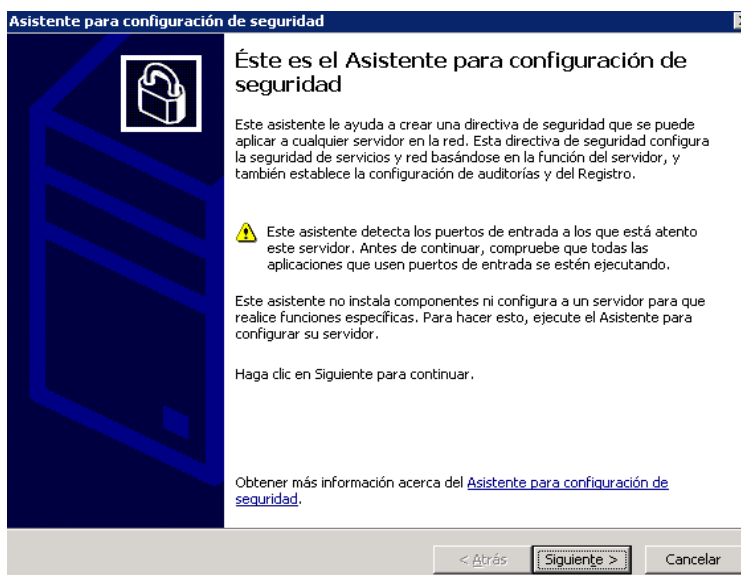 Asistente para configuración de seguridad
Éste es el Asistente para configuración de
seguridad
Este asistente le ayuda a crear una directiva de seguridad que se puede
aplicar a cualquier servidor en la red. Esta directiva de seguridad configura
la seguridad de servicios y red basándose en la función del servidor, y
también establece la configuración de auditorías y del Registro.
Este asistente detecta los puertos de entrada a los que está atento
este servidor. Antes de continuar, compruebe que todas las
aplicaciones que usen puertos de entrada se estén ejecutando.
Este asistente no instala componentes ni configura a un servidor para que
realice funciones específicas. Para hacer esto, ejecute el Asistente para
configurar su servidor.
Haga clic en Siguiente para continuar.
Obtener más información acerca del Asistente para configuración de
seguridad.
< Atrás Siguiente > Cancelar